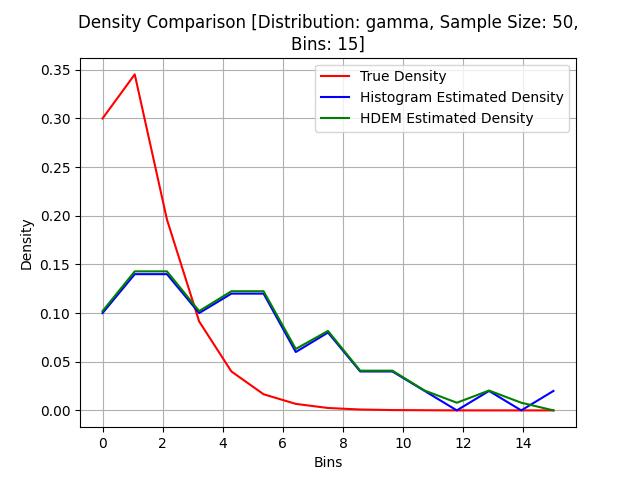 Density Comparison [Distribution: gamma, Sample Size: 50,
Bins: 15]
True Density
Histogram Estimated Density
HDEM Estimated Density
Density
0.35
0.30
0.25
0.20
0.15
0.10
0.05
0.00
0 2 4 6 8 10 12 14
Bins